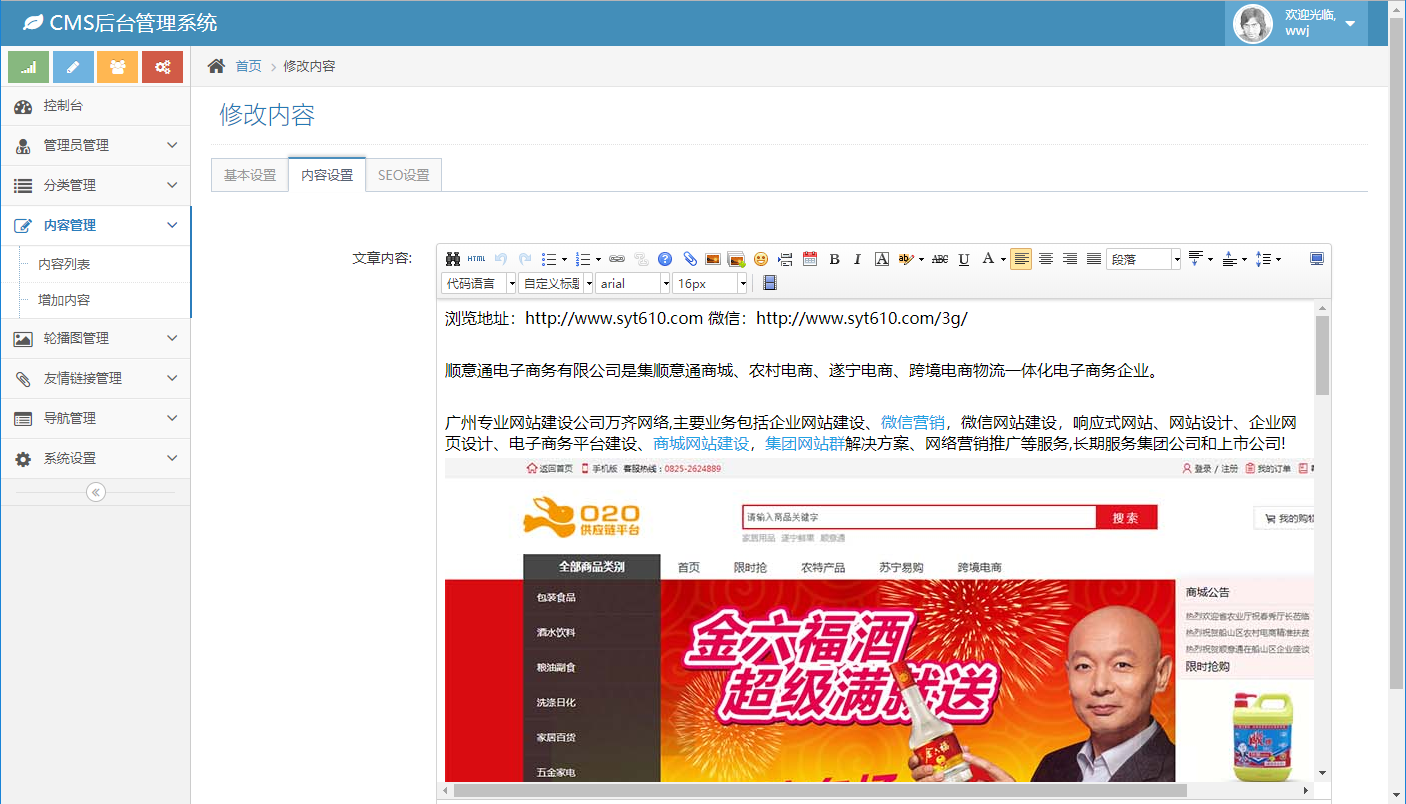 CMS后台管理系统
欢迎光临,
wwj
首页 > 修改内容
控制台
管理员管理
分类管理
内容管理
内容列表
增加内容
轮播图管理
友情链接管理
导航管理
系统设置
修改内容
基本设置 内容设置 SEO设置
文章内容:
HTML
B I A ab ABC U A 段落
代码语言 自定义标题 arial 16px
浏览地址：http://www.syt610.com 微信：http://www.syt610.com/3g/
顺意通电子商务有限公司是集顺意通商城、农村电商、遂宁电商、跨境电商物流一体化电子商务企业。
广州专业网站建设公司万齐网络,主要业务包括企业网站建设、微信营销，微信网站建设，响应式网站、网站设计、企业网
页设计、电子商务平台建设、商城网站建设，集团网站群解决方案、网络营销推广等服务,长期服务集团公司和上市公司!
返回首页 手机版 客服热线：0825-2624889 登录 / 注册 我的订单
O2O
供应链平台
请输入商品关键字 搜索
我的购物
家居用品 遂宁鲜果 顺意通
全部商品类别 首页 限时抢 农特产品 苏宁易购 跨境电商
包装食品
酒水饮料
粮油副食
洗涤日化
家居百货
五金家电
金六福酒
超级满就送
金六福
商城公告
热烈欢迎省农业厅祝春秀厅长莅临
热烈祝贺船山区农村电商精准扶贫
热烈祝贺顺意通在船山区企业座谈
限时抢购